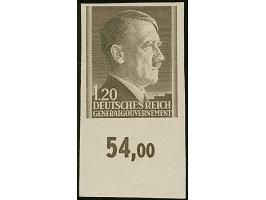 1.20
DEUTSCHES REICH
GENERALGOUVERNEMENT
54,00